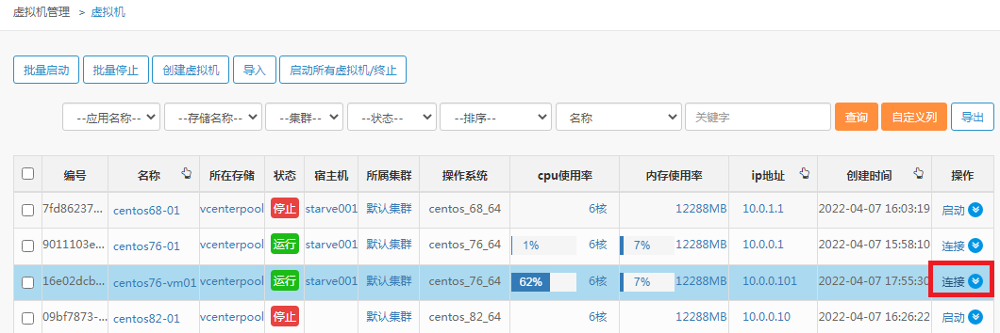 虚拟机管理 > 虚拟机
批量启动 批量停止 创建虚拟机 导入 启动所有虚拟机/终止
--应用名称-- --存储名称-- --集群-- --状态-- --排序-- 名称 关键字 查询 自定义列 导出
编号 名称 所在存储 状态 宿主机 所属集群 操作系统 cpu使用率 内存使用率 ip地址 创建时间 操作
7fd86237... centos68-01 vcenterpool 停止 starve001 默认集群 centos_68_64 6核 12288MB 10.0.1.1 2022-04-07 16:03:19 启动
9011103e... centos76-01 vcenterpool 运行 starve001 默认集群 centos_76_64 1% 6核 7% 12288MB 10.0.0.1 2022-04-07 15:58:10 连接
16e02dcb... centos76-vm01 vcenterpool 运行 starve001 默认集群 centos_76_64 62% 6核 7% 12288MB 10.0.0.101 2022-04-07 17:55:30 连接
09bf7873-... centos82-01 vcenterpool 停止 默认集群 centos_82_64 6核 12288MB 10.0.0.10 2022-04-07 16:26:22 启动